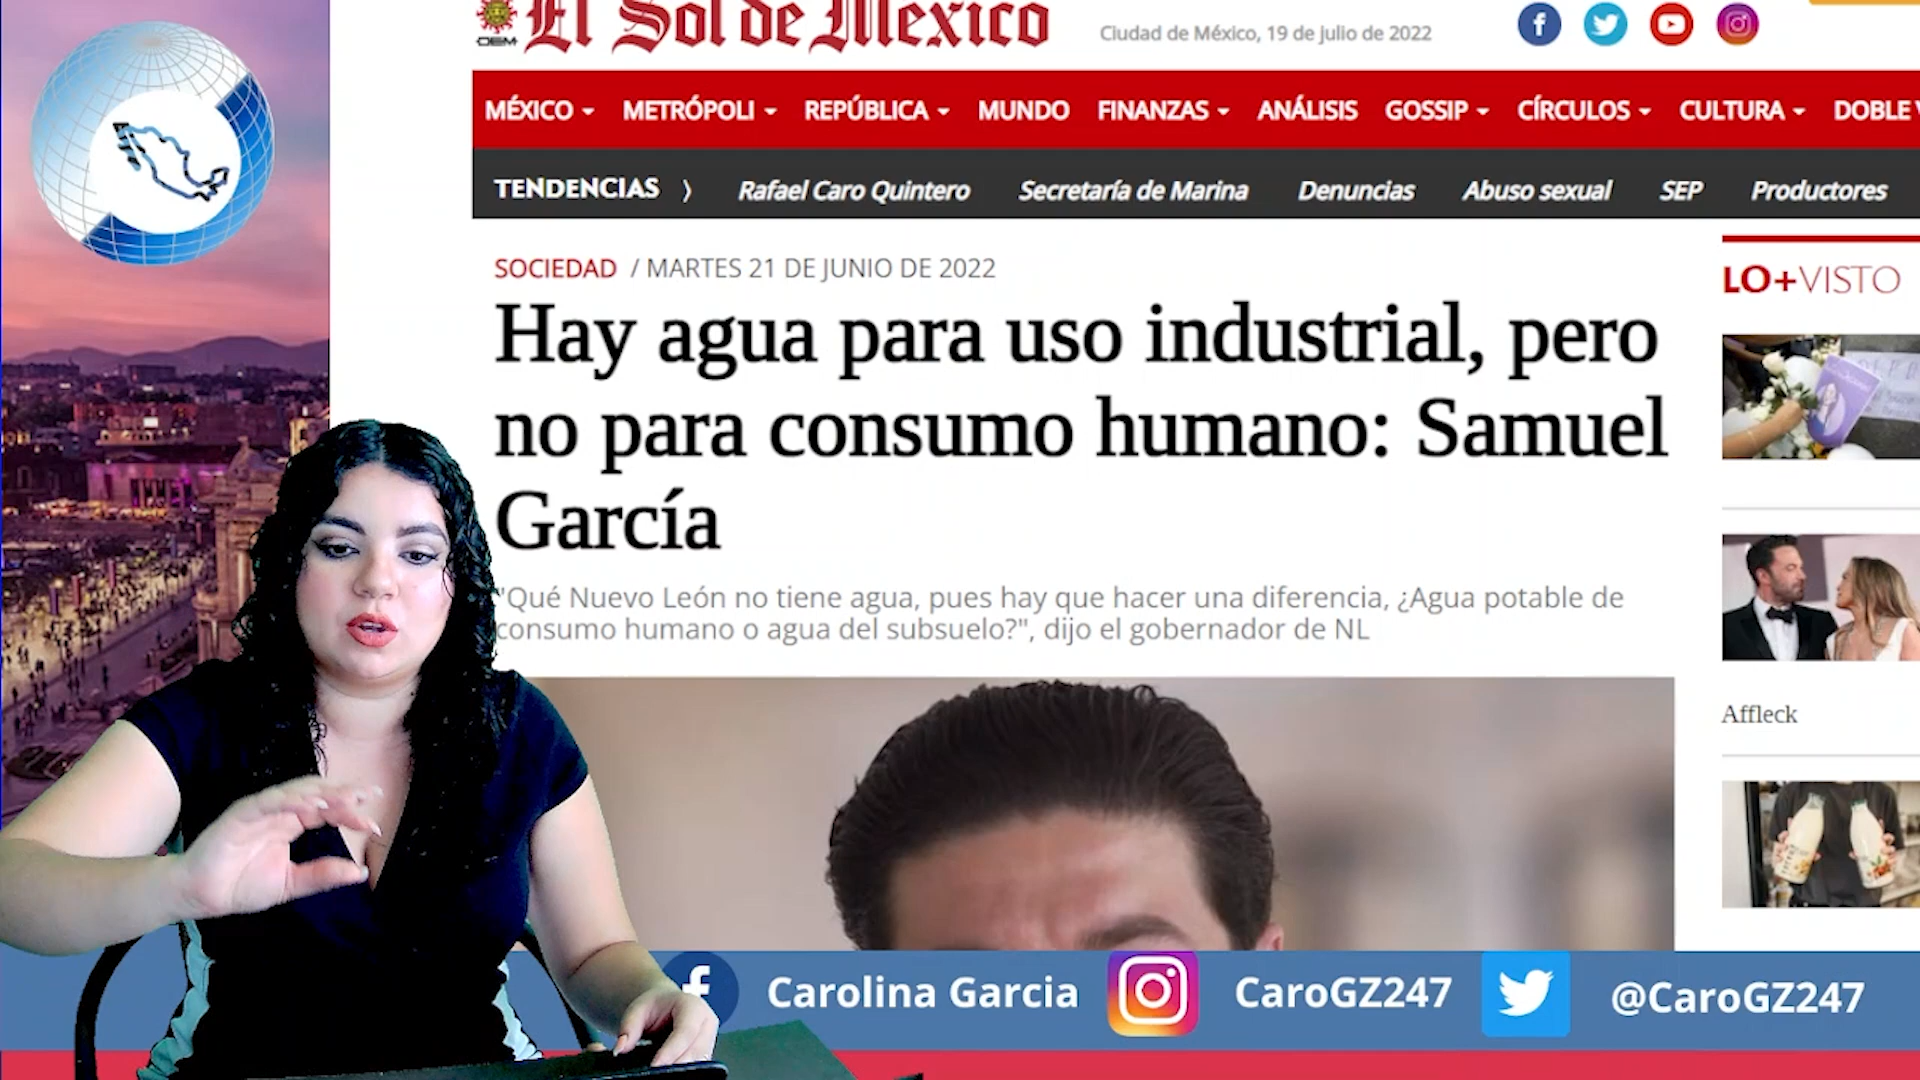 El Sol de México
OEM
Ciudad de México, 19 de julio de 2022
MÉXICO METRÓPOLI REPÚBLICA MUNDO FINANZAS ANÁLISIS GOSSIP CÍRCULOS CULTURA DOBLE
TENDENCIAS Rafael Caro Quintero Secretaría de Marina Denuncias Abuso sexual SEP Productores
SOCIEDAD / MARTES 21 DE JUNIO DE 2022
LO+VISTO
Hay agua para uso industrial, pero
no para consumo humano: Samuel
García
"Qué Nuevo León no tiene agua, pues hay que hacer una diferencia, ¿Agua potable de
consumo humano o agua del subsuelo?", dijo el gobernador de NL
Affleck
Carolina Garcia CaroGZ247 @CaroGZ247